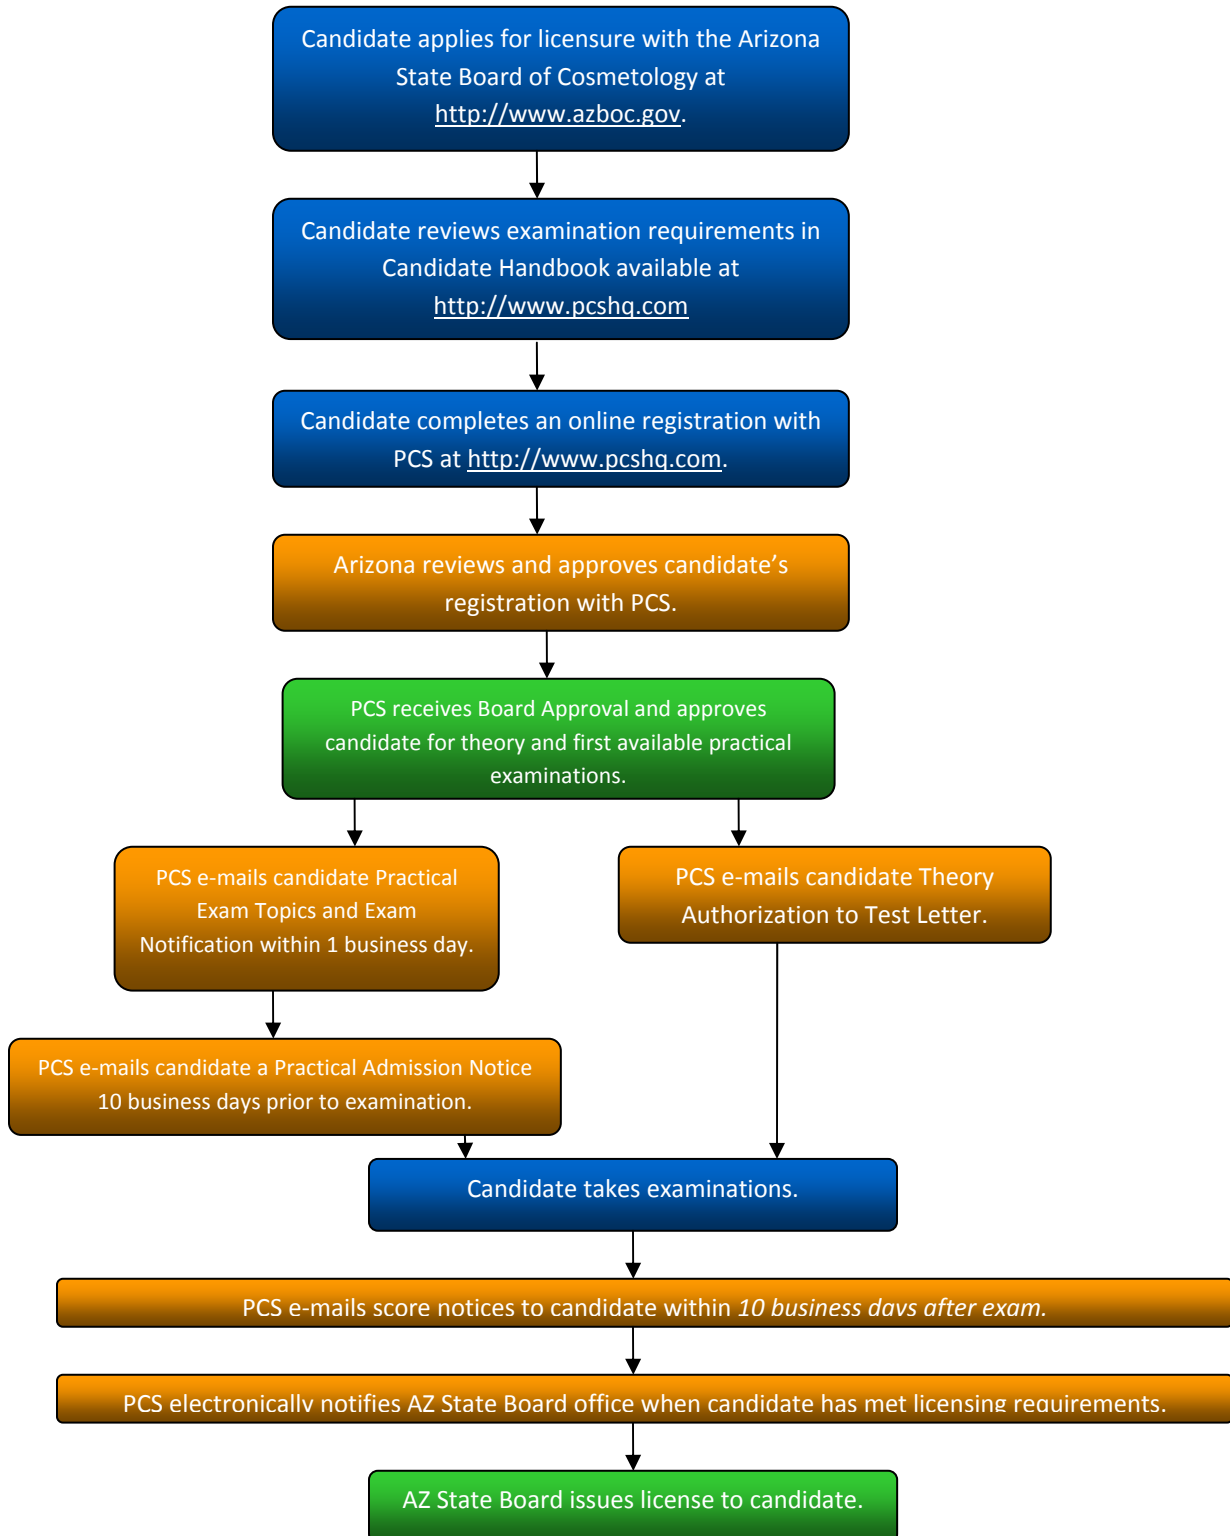 Candidate applies for licensure with the Arizona
State Board of Cosmetology at
http://www.azboc.gov.
Candidate reviews examination requirements in
Candidate Handbook available at
http://www.pcshq.com
Candidate completes an online registration with
PCS at http://www.pcshq.com.
Arizona reviews and approves candidate’s
registration with PCS.
PCS receives Board Approval and approves
candidate for theory and first available practical
examinations.
PCS e-mails candidate Practical
Exam Topics and Exam
Notification within 1 business day.
PCS e-mails candidate Theory
Authorization to Test Letter.
PCS e-mails candidate a Practical Admission Notice
10 business days prior to examination.
Candidate takes examinations.
PCS e-mails score notices to candidate within 10 business days after exam.
PCS electronically notifies AZ State Board office when candidate has met licensing requirements.
AZ State Board issues license to candidate.